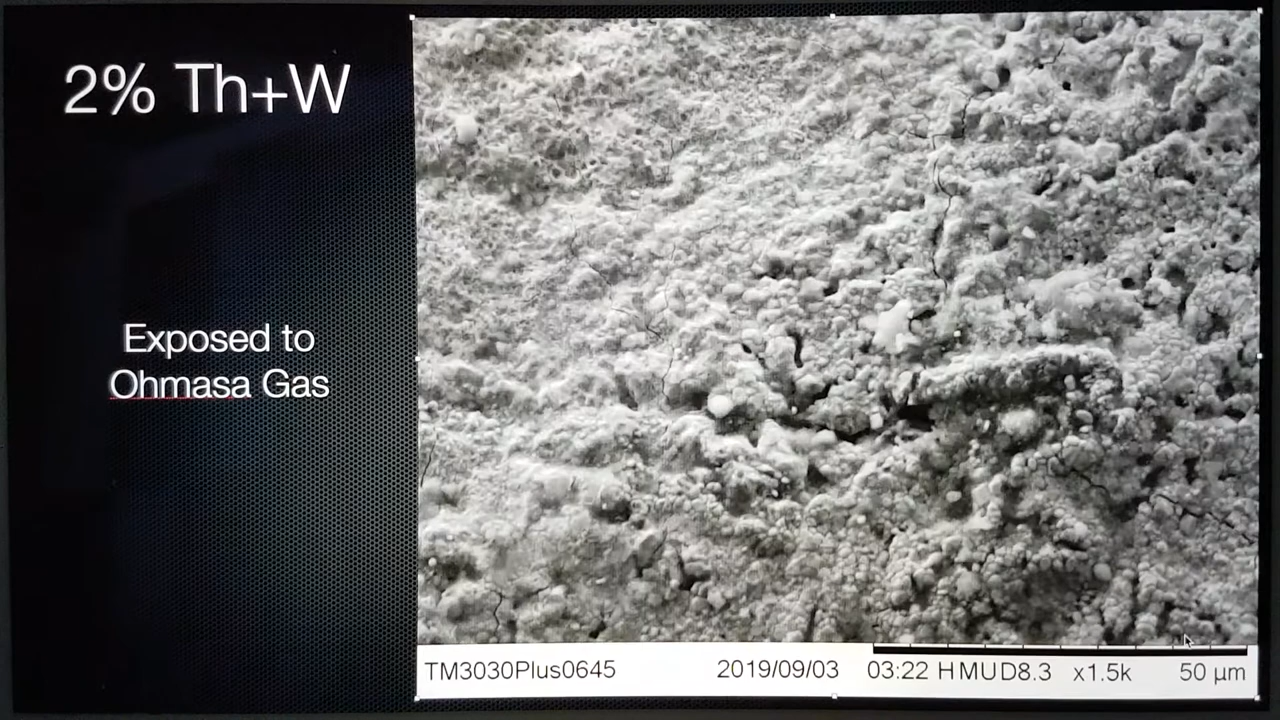 2% Th+W
Exposed to
Ohmasa Gas
TM3030Plus0645 2019/09/03 03:22 HMUD8.3 x1.5k 50 μm